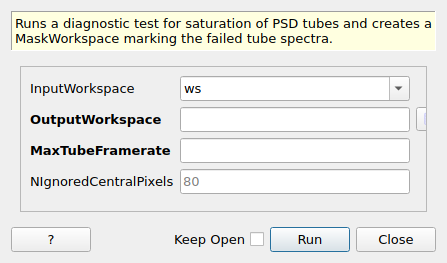 Runs a diagnostic test for saturation of PSD tubes and creates a
MaskWorkspace marking the failed tube spectra.
InputWorkspace ws
OutputWorkspace
MaxTubeFramerate
NIgnoredCentralPixels 80
? Keep Open Run Close